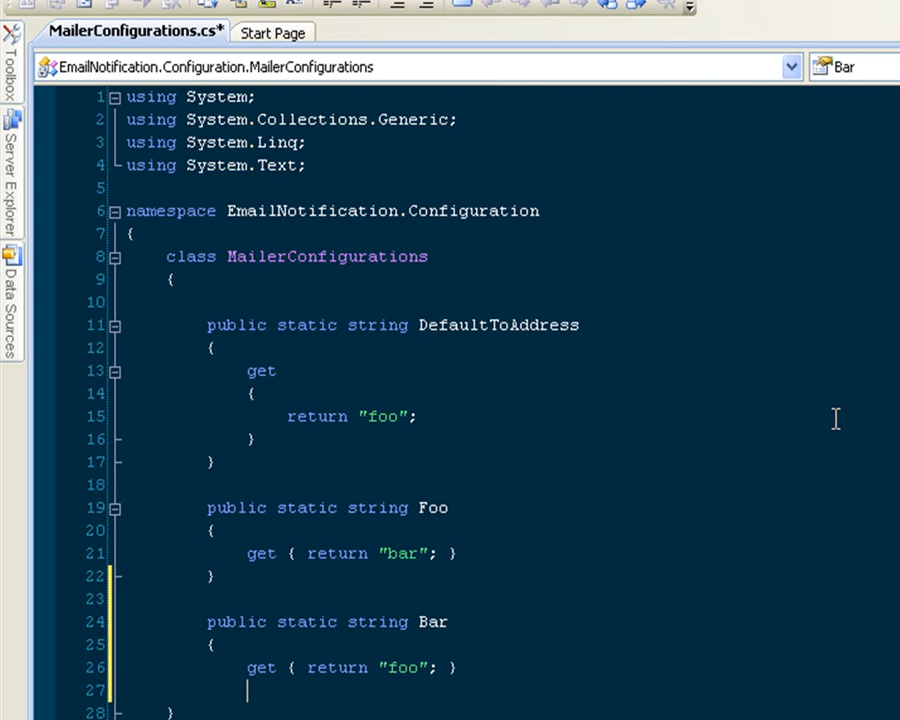 MailerConfigurations.cs* Start Page
EmailNotification.Configuration.MailerConfigurations Bar
Toolbox
Server Explorer
Data Sources
1 using System;
2 using System.Collections.Generic;
3 using System.Linq;
4 using System.Text;
5
6 namespace EmailNotification.Configuration
7 {
8 class MailerConfigurations
9 {
10
11 public static string DefaultToAddress
12 {
13 get
14 {
15 return "foo";
16 }
17 }
18
19 public static string Foo
20 {
21 get { return "bar"; }
22 }
23
24 public static string Bar
25 {
26 get { return "foo"; }
27
28 }